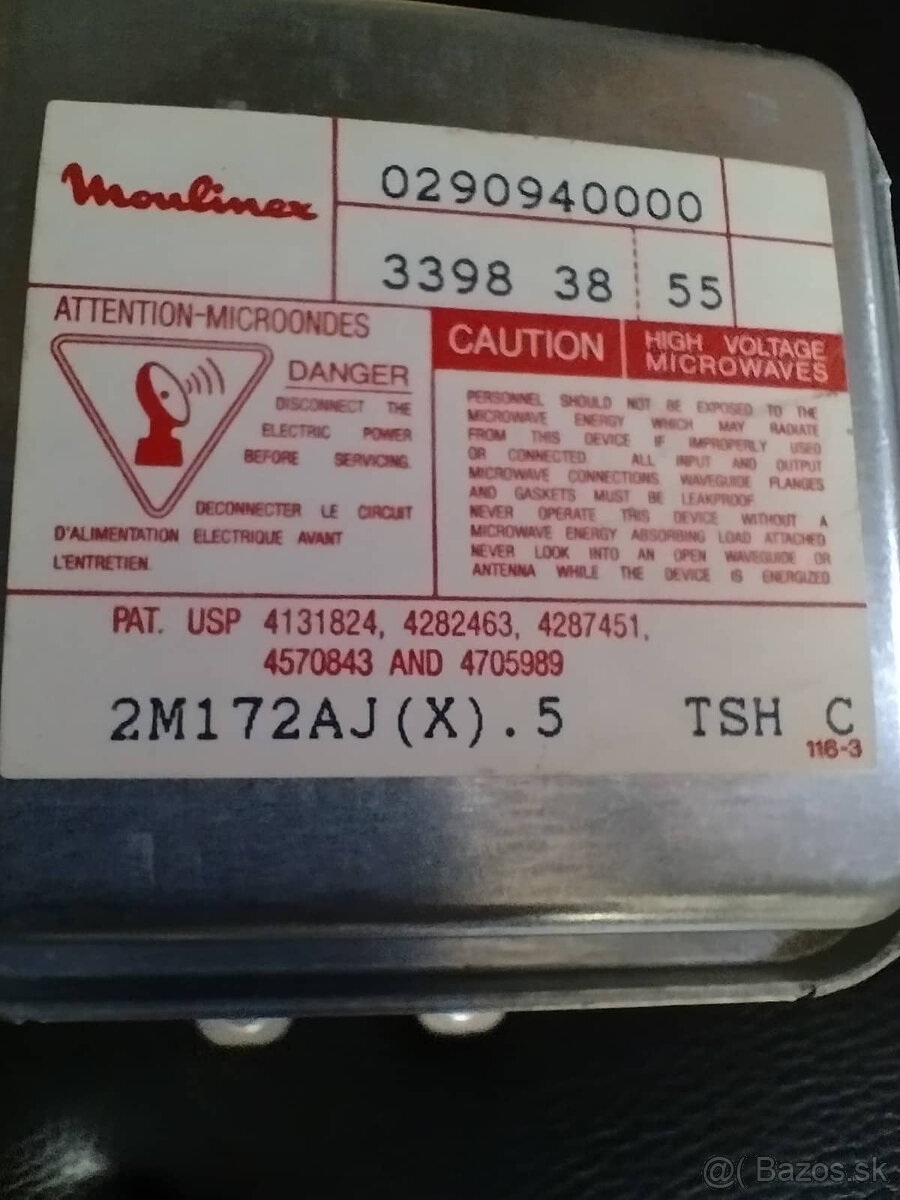 Moulinex
0290940000
3398 38 55
ATTENTION-MICROONDES
DANGER
DISCONNECT THE
ELECTRIC POWER
BEFORE SERVICING.
DECONNECTER LE CIRCUIT
D'ALIMENTATION ELECTRIQUE AVANT
L'ENTRETIEN.
CAUTION
HIGH VOLTAGE
MICROWAVES
PERSONNEL SHOULD NOT BE EXPOSED TO THE
MICROWAVE ENERGY WHICH MAY RADIATE
FROM THIS DEVICE IF IMPROPERLY USED
OR CONNECTED. ALL INPUT AND OUTPUT
MICROWAVE CONNECTIONS, WAVEGUIDE FLANGES
AND GASKETS MUST BE LEAKPROOF
NEVER OPERATE THIS DEVICE WITHOUT A
MICROWAVE ENERGY ABSORBING LOAD ATTACHED
NEVER LOOK INTO AN OPEN WAVEGUIDE OR
ANTENNA WHILE THE DEVICE IS ENERGIZED
PAT. USP 4131824, 4282463, 4287451,
4570843 AND 4705989
2M172AJ(X).5 TSH C
116-3
@( Bazos.sk